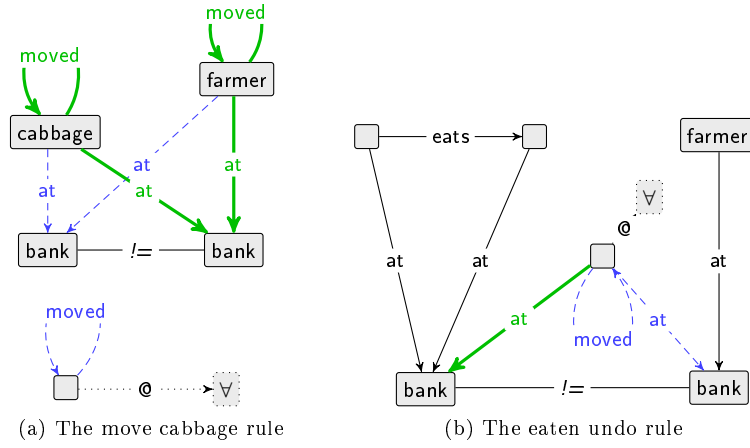 moved
moved
farmer
cabbage
at
at
at
at
bank
!=
bank
moved
@
∀
(a) The move cabbage rule
eats
farmer
∀
@
at
at
at
at
at
moved
bank
!=
bank
(b) The eaten undo rule